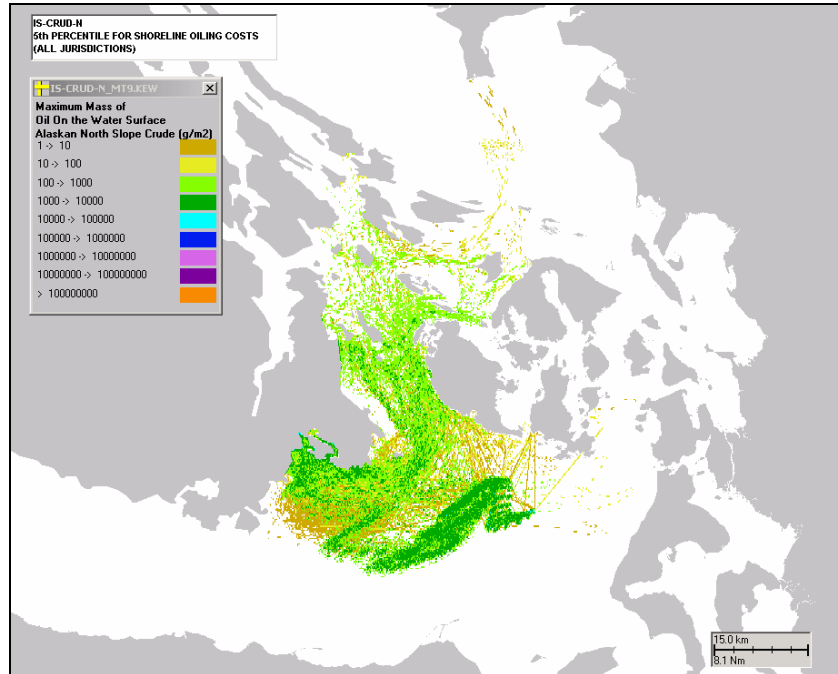 IS-CRUD-N
5th PERCENTILE FOR SHORELINE OILING COSTS
(ALL JURISDICTIONS)
IS-CRUD-N_MT9.KEW
Maximum Mass of
Oil On the Water Surface
Alaskan North Slope Crude (g/m2)
1 -> 10
10 -> 100
100 -> 1000
1000 -> 10000
10000 -> 100000
100000 -> 1000000
1000000 -> 10000000
10000000 -> 100000000
> 100000000
15.0 km
8.1 Nm